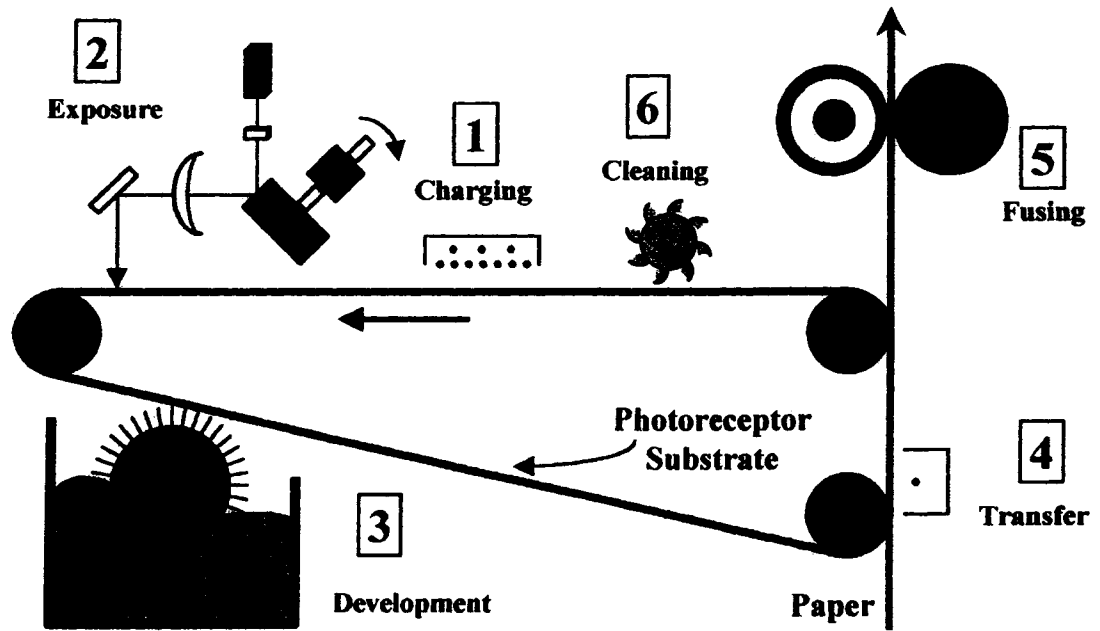 2
Exposure
1
Charging
6
Cleaning
5
Fusing
Photoreceptor
Substrate
4
Transfer
3
Development
Paper